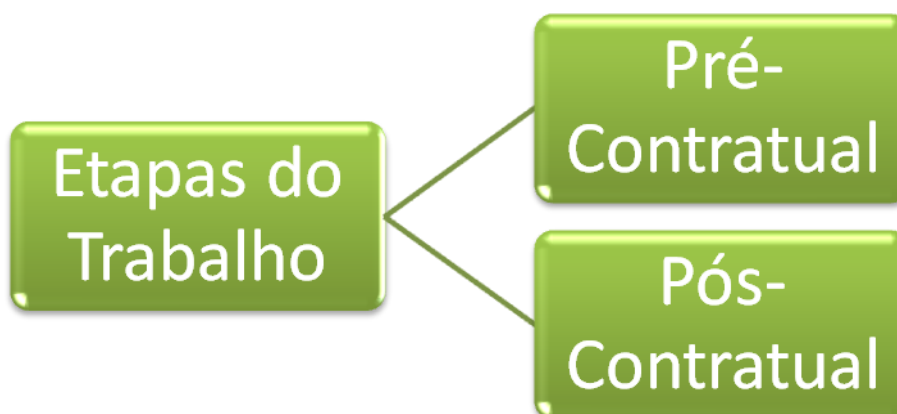 Etapas do
Trabalho
Pré-
Contratual
Pós-
Contratual